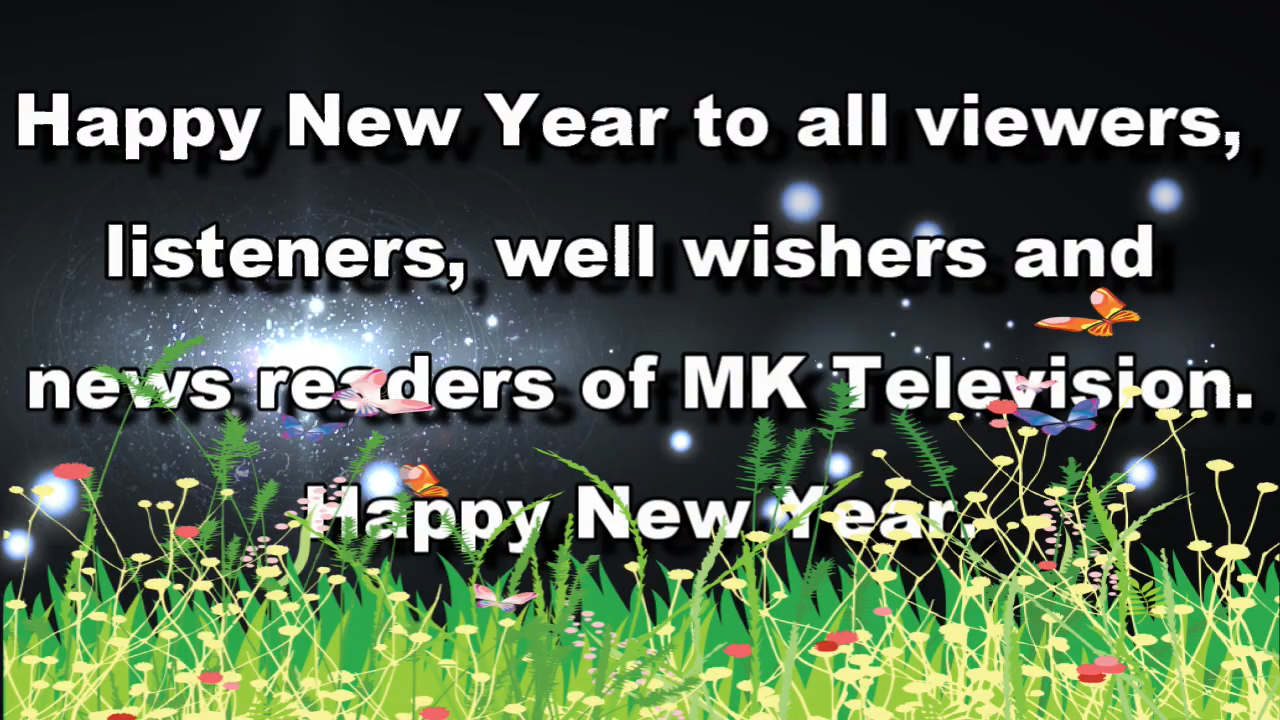 Happy New Year to all viewers,
listeners, well wishers and
news readers of MK Television.
Happy New Year.